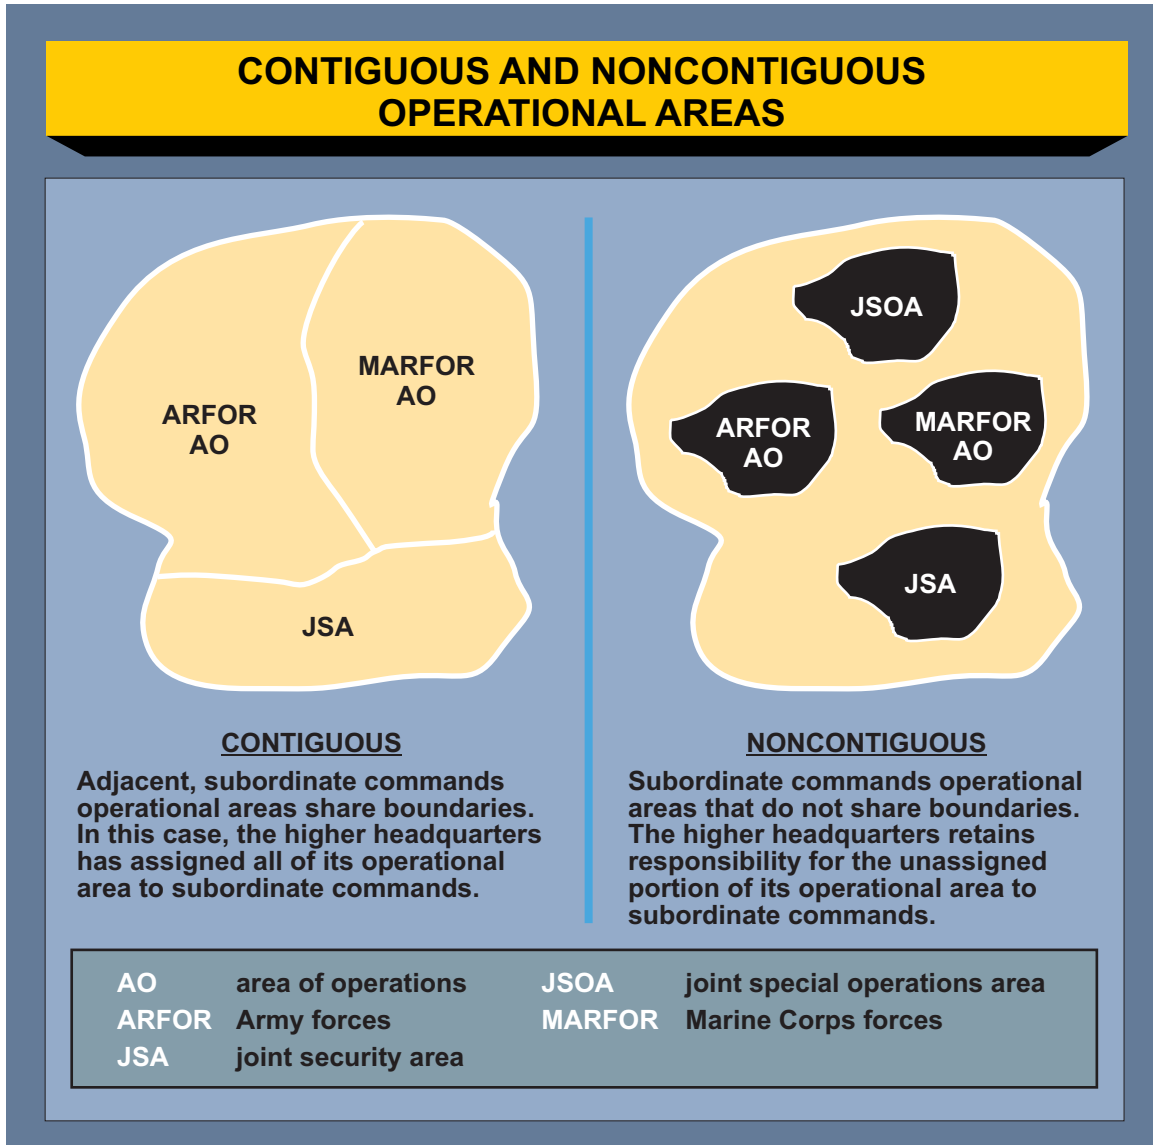 CONTIGUOUS AND NONCONTIGUOUS
OPERATIONAL AREAS
ARFOR
AO
MARFOR
AO
JSA
JSOA
ARFOR
AO
MARFOR
AO
JSA
CONTIGUOUS
Adjacent, subordinate commands
operational areas share boundaries.
In this case, the higher headquarters
has assigned all of its operational
area to subordinate commands.
NONCONTIGUOUS
Subordinate commands operational
areas that do not share boundaries.
The higher headquarters retains
responsibility for the unassigned
portion of its operational area to
subordinate commands.
AO area of operations
ARFOR Army forces
JSA joint security area
JSOA joint special operations area
MARFOR Marine Corps forces